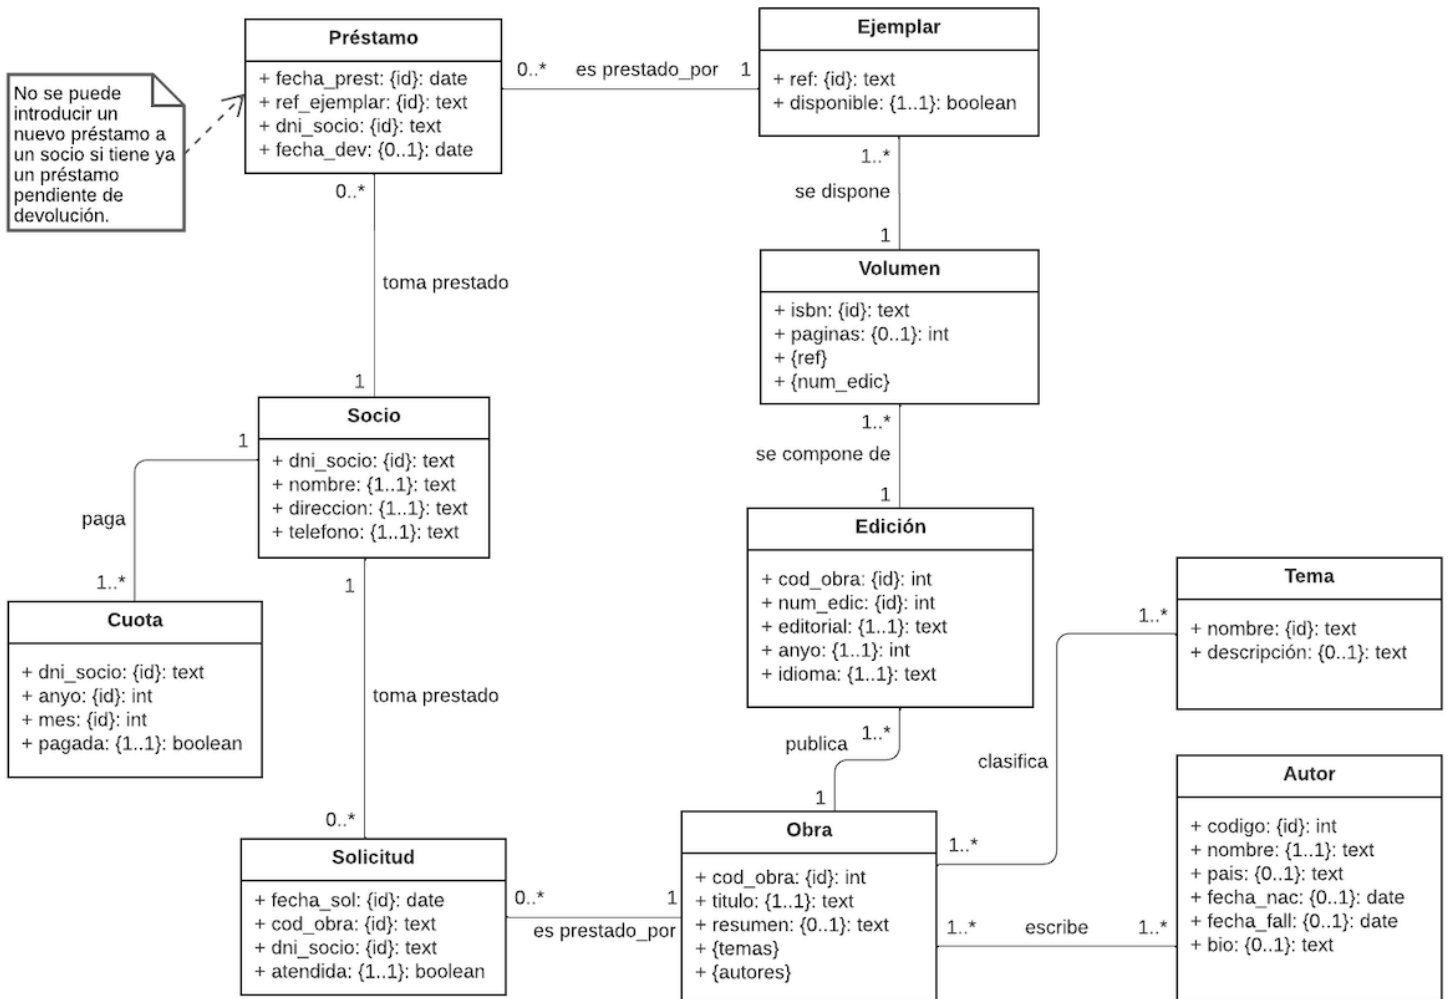 Préstamo
+ fecha_prest: {id}: date
+ ref_ejemplar: {id}: text
+ dni_socio: {id}: text
+ fecha_dev: {0..1}: date
0..*
es prestado_por
1
Ejemplar
+ ref: {id}: text
+ disponible: {1..1}: boolean
No se puede
introducir un
nuevo préstamo a
un socio si tiene ya
un préstamo
pendiente de
devolución.
0..*
toma prestado
1
1..*
se dispone
1
Volumen
+ isbn: {id}: text
+ paginas: {0..1}: int
+ {ref}
+ {num_edic}
Socio
+ dni_socio: {id}: text
+ nombre: {1..1}: text
+ direccion: {1..1}: text
+ telefono: {1..1}: text
1
paga
1..*
1..*
se compone de
1
Edición
+ cod_obra: {id}: int
+ num_edic: {id}: int
+ editorial: {1..1}: text
+ anyo: {1..1}: int
+ idioma: {1..1}: text
Cuota
+ dni_socio: {id}: text
+ anyo: {id}: int
+ mes: {id}: int
+ pagada: {1..1}: boolean
1
toma prestado
0..*
Tema
+ nombre: {id}: text
+ descripción: {0..1}: text
1..*
clasifica
1..*
publica
1..*
1
Solicitud
+ fecha_sol: {id}: date
+ cod_obra: {id}: text
+ dni_socio: {id}: text
+ atendida: {1..1}: boolean
0..*
1
es prestado_por
Obra
+ cod_obra: {id}: int
+ titulo: {1..1}: text
+ resumen: {0..1}: text
+ {temas}
+ {autores}
1..*
escribe
1..*
Autor
+ codigo: {id}: int
+ nombre: {1..1}: text
+ pais: {0..1}: text
+ fecha_nac: {0..1}: date
+ fecha_fall: {0..1}: date
+ bio: {0..1}: text